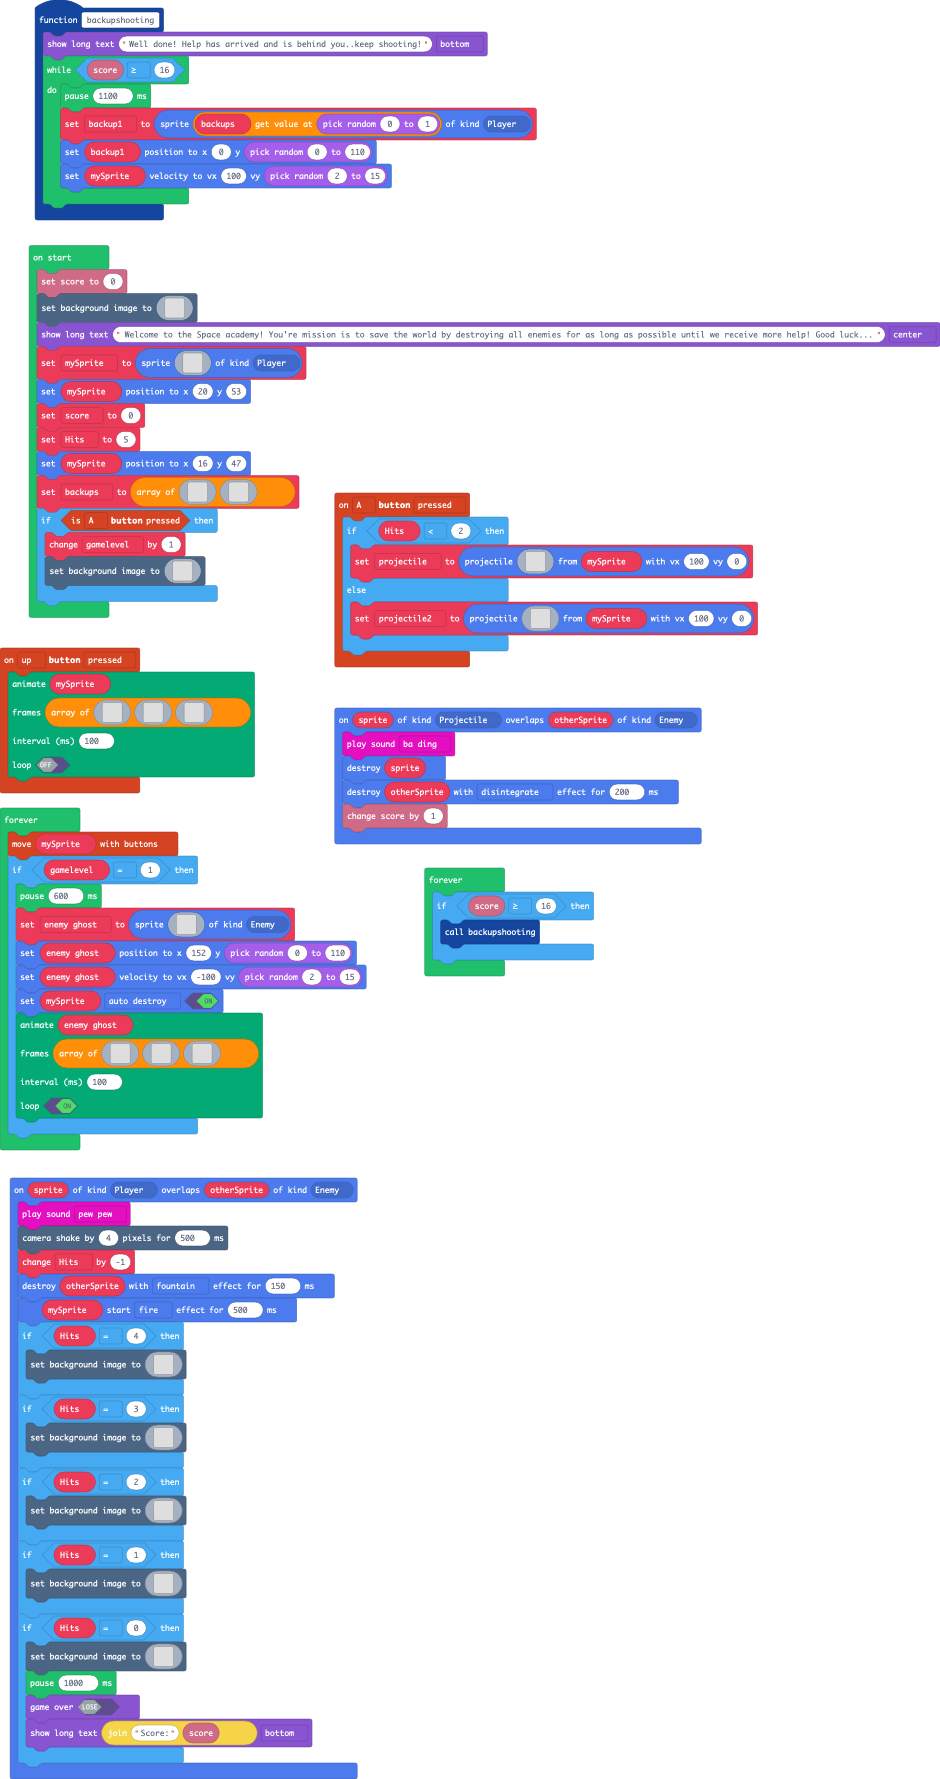 function backupshooting
show long text "Well done! Help has arrived and is behind you..keep shooting!" bottom
while score ≥ 16
do
pause 1100 ms
set backup1 to sprite backups get value at pick random 0 to 1 of kind Player
set backup1 position to x 0 y pick random 0 to 110
set mySprite velocity to vx 100 vy pick random 2 to 15
on start
set score to 0
set background image to
show long text " Welcome to the Space academy! You're mission is to save the world by destroying all enemies for as long as possible until we receive more help! Good luck... " center
set mySprite to sprite of kind Player
set mySprite position to x 20 y 53
set score to 0
set Hits to 5
set mySprite position to x 16 y 47
set backups to array of
if is A button pressed then
change gamelevel by 1
set background image to
on A button pressed
if Hits < 2 then
set projectile to projectile from mySprite with vx 100 vy 0
else
set projectile2 to projectile from mySprite with vx 100 vy 0
on up button pressed
animate mySprite
frames array of
interval (ms) 100
loop OFF
on sprite of kind Projectile overlaps otherSprite of kind Enemy
play sound ba ding
destroy sprite
destroy otherSprite with disintegrate effect for 200 ms
change score by 1
forever
move mySprite with buttons
if gamelevel = 1 then
pause 600 ms
set enemy ghost to sprite of kind Enemy
set enemy ghost position to x 152 y pick random 0 to 110
set enemy ghost velocity to vx -100 vy pick random 2 to 15
set mySprite auto destroy ON
animate enemy ghost
frames array of
interval (ms) 100
loop ON
forever
if score ≥ 16 then
call backupshooting
on sprite of kind Player overlaps otherSprite of kind Enemy
play sound pew pew
camera shake by 4 pixels for 500 ms
change Hits by -1
destroy otherSprite with fountain effect for 150 ms
mySprite start fire effect for 500 ms
if Hits = 4 then
set background image to
if Hits = 3 then
set background image to
if Hits = 2 then
set background image to
if Hits = 1 then
set background image to
if Hits = 0 then
set background image to
pause 1000 ms
game over LOSE
show long text join "Score:" score bottom